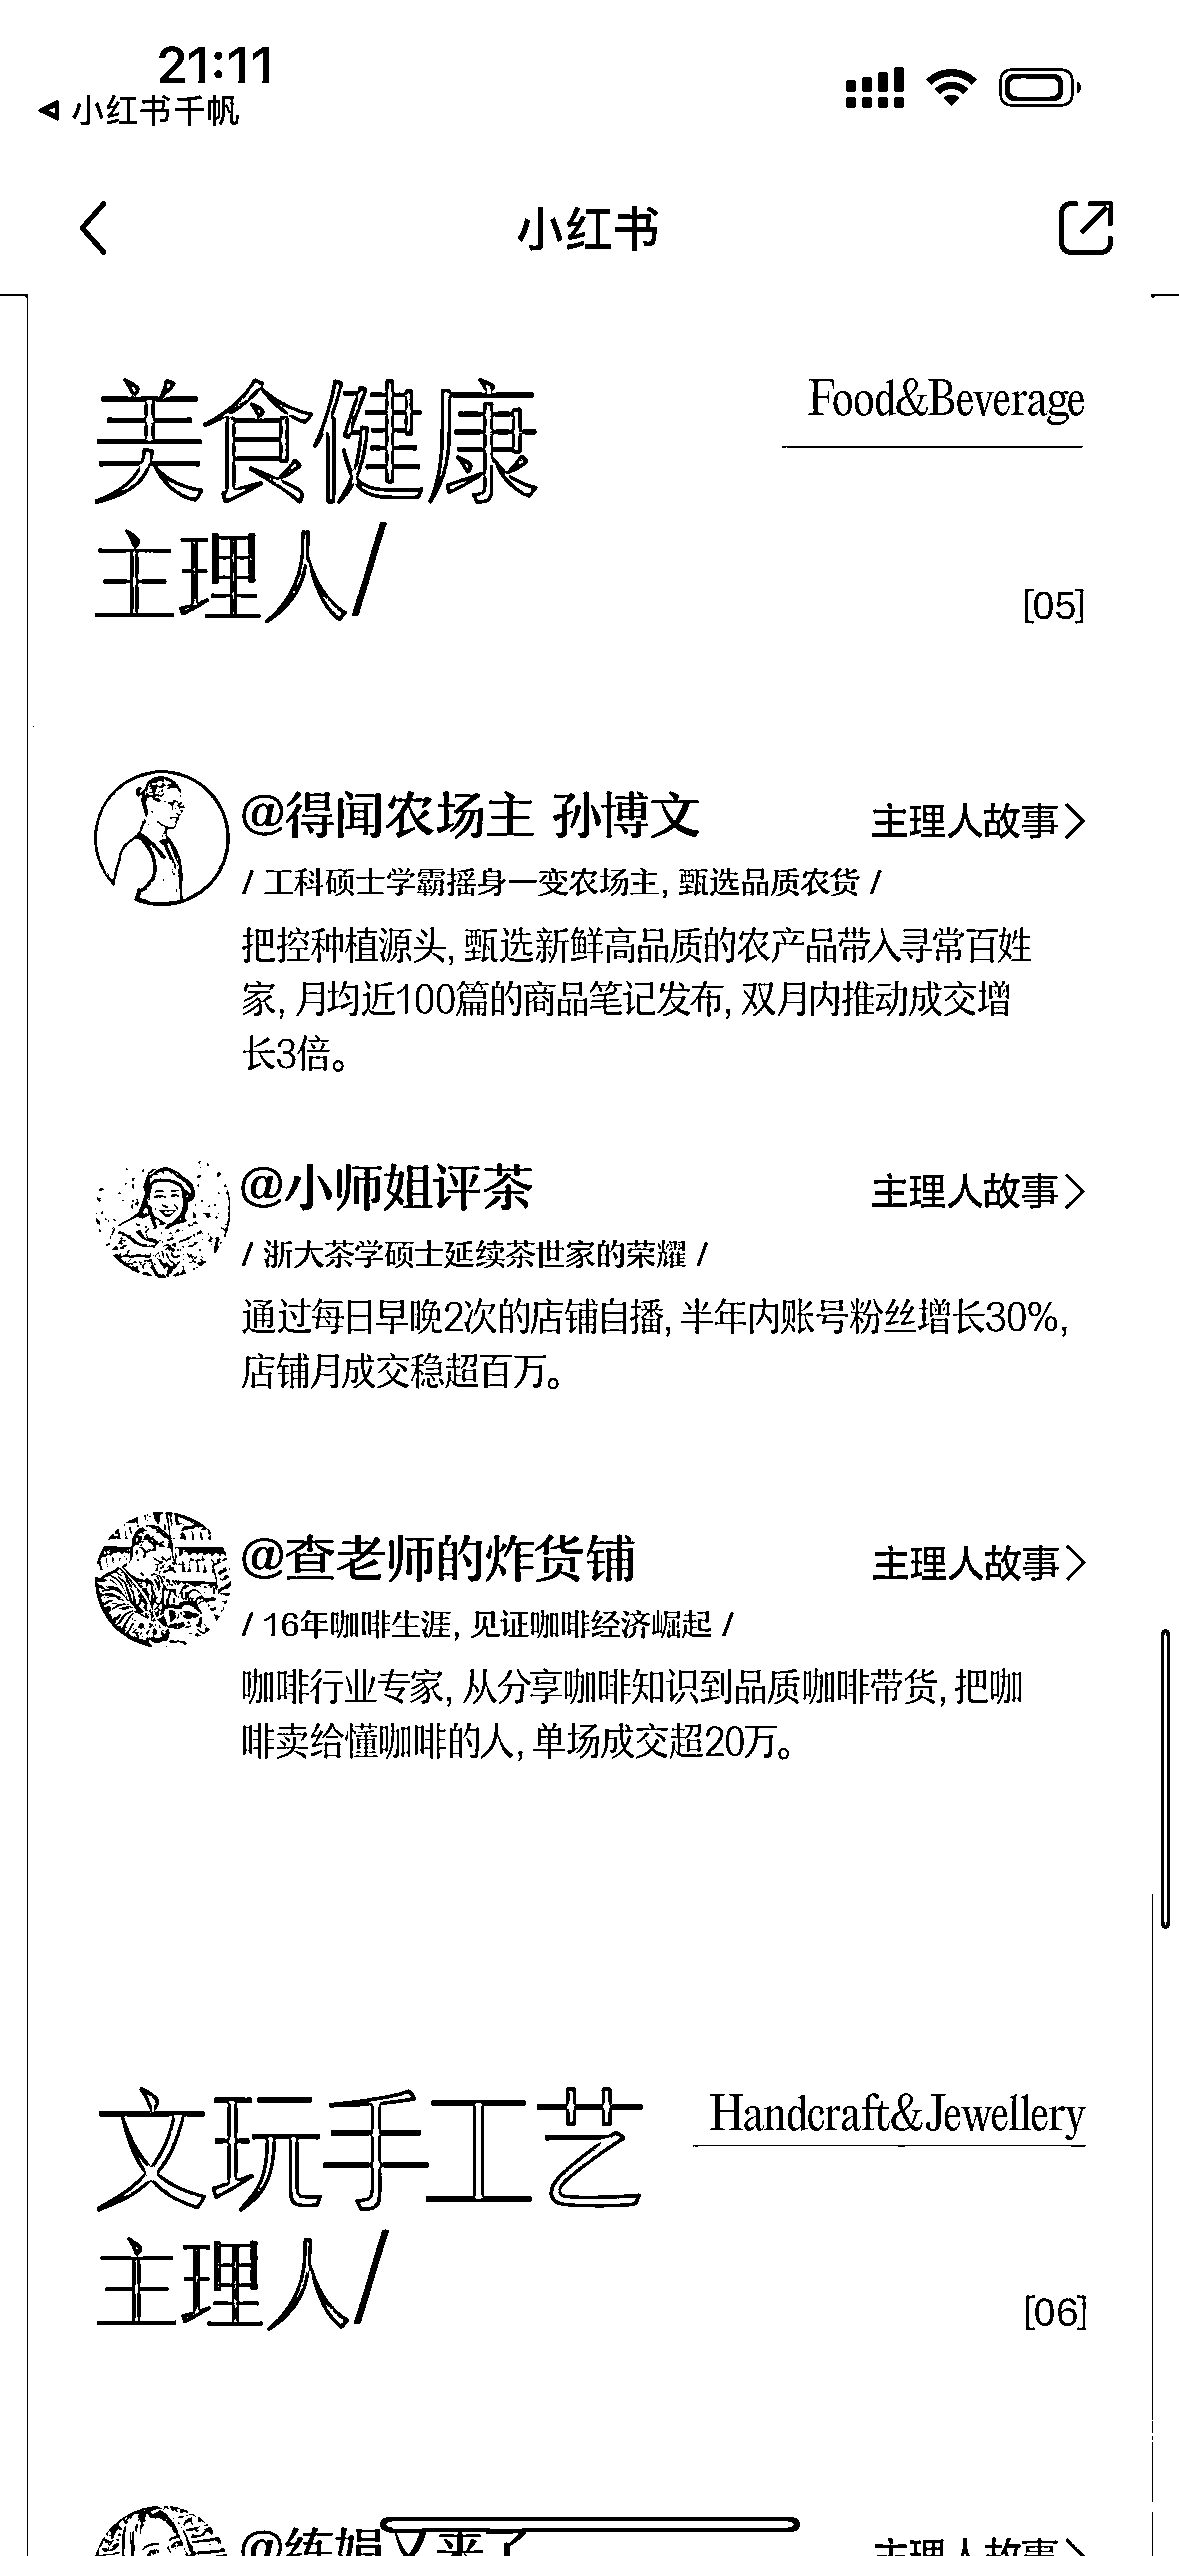 21:11
小红书千帆
小红书
美食健康
Food&Beverage
主理人/
[05]
@得闻农场主 孙博文
主理人故事
/ 工科硕士学霸摇身一变农场主, 甄选品质农货 /
把控种植源头, 甄选新鲜高品质的农产品带入寻常百姓
家, 月均近100篇的商品笔记发布, 双月内推动成交增
长3倍。
@小师姐评茶
主理人故事
/ 浙大茶学硕士延续茶世家的荣耀 /
通过每日早晚2次的店铺自播, 半年内账号粉丝增长30%,
店铺月成交稳超百万。
@查老师的炸货铺
主理人故事
/ 16年咖啡生涯, 见证咖啡经济崛起 /
咖啡行业专家, 从分享咖啡知识到品质咖啡带货, 把咖
啡卖给懂咖啡的人, 单场成交超20万。
文玩手工艺
Handcraft&Jewellery
主理人/
[06]
@练娟又来了
主理人故事